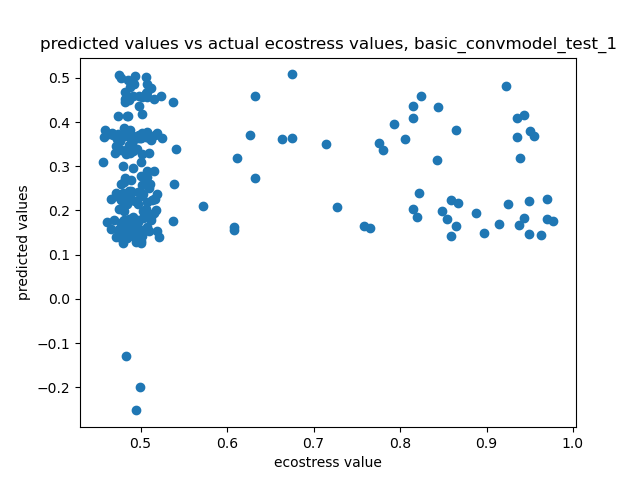 predicted values vs actual ecostress values, basic_convmodel_test_1
0.5
0.4
0.3
0.2
0.1
0.0
−0.1
−0.2
predicted values
0.5 0.6 0.7 0.8 0.9 1.0
ecostress value